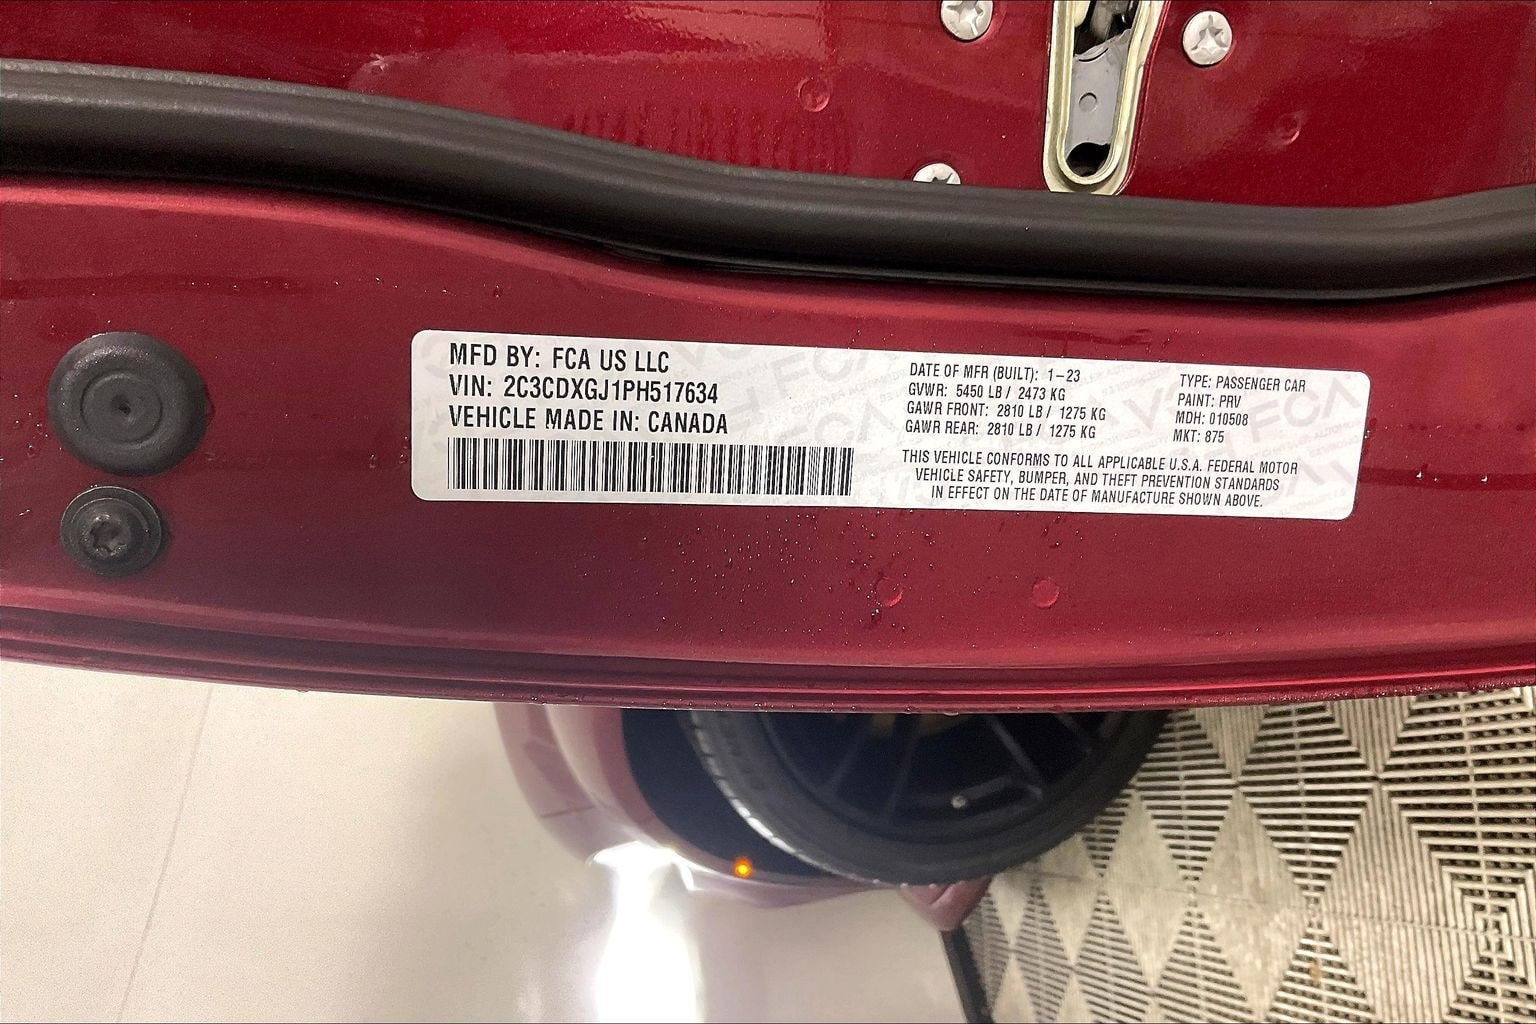 MFD BY: FCA US LLC
VIN: 2C3CDXGJ1PH517634
VEHICLE MADE IN: CANADA
DATE OF MFR (BUILT): 1-23
GVWR: 5450 LB / 2473 KG
GAWR FRONT: 2810 LB / 1275 KG
GAWR REAR: 2810 LB / 1275 KG
TYPE: PASSENGER CAR
PAINT: PRV
MDH: 010508
MKT: 875
THIS VEHICLE CONFORMS TO ALL APPLICABLE U.S.A. FEDERAL MOTOR
VEHICLE SAFETY, BUMPER, AND THEFT PREVENTION STANDARDS
IN EFFECT ON THE DATE OF MANUFACTURE SHOWN ABOVE.